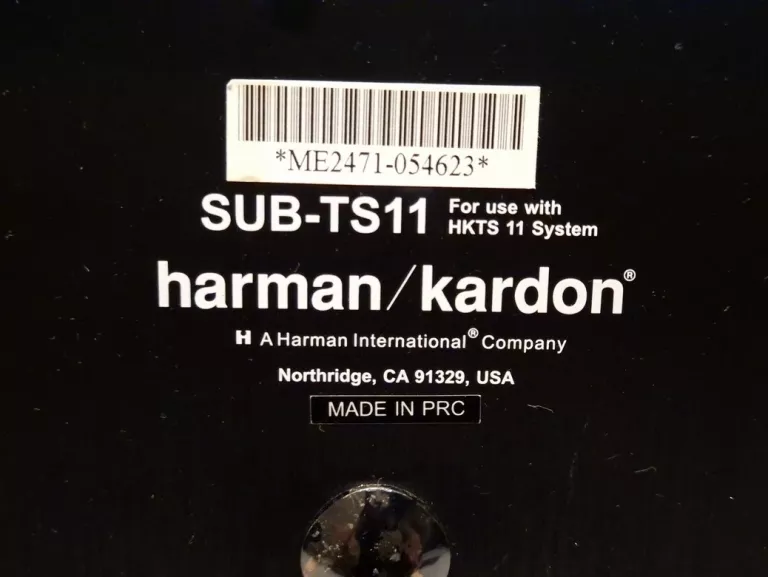 *ME2471-054623*
SUB-TS11 For use with
HKTS 11 System
harman/kardon®
H A Harman International® Company
Northridge, CA 91329, USA
MADE IN PRC